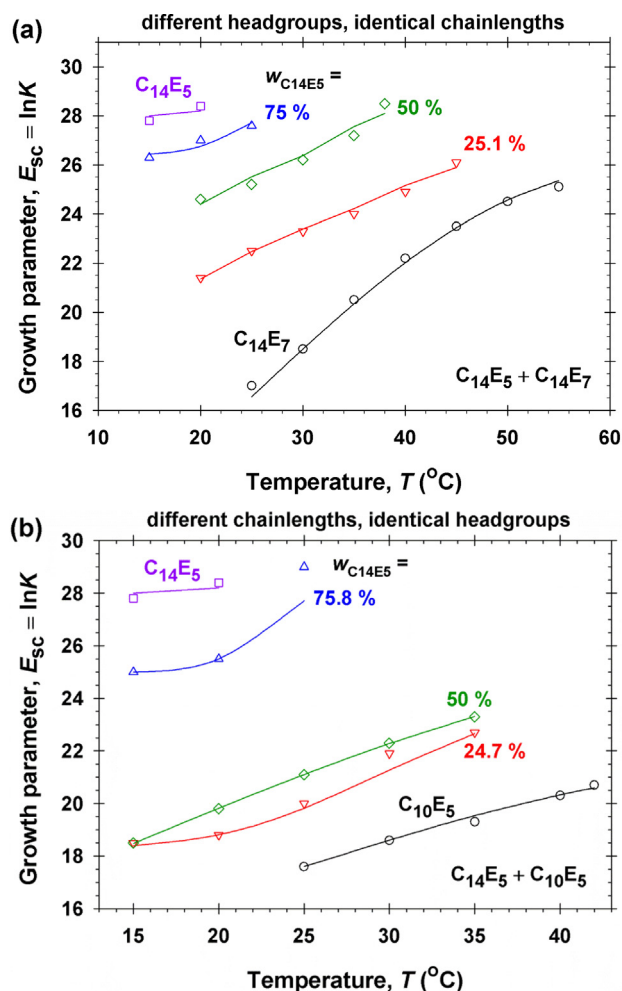 (a)
different headgroups, identical chainlengths
Growth parameter, E_sc = lnK
30
28
26
24
22
20
18
16
C₁₄E₅
w_C14E5 =
75 %
50 %
25.1 %
C₁₄E₇
C₁₄E₅ + C₁₄E₇
10 20 30 40 50 60
Temperature, T (°C)
(b)
different chainlengths, identical headgroups
Growth parameter, E_sc = lnK
30
28
26
24
22
20
18
16
C₁₄E₅
w_C14E5 =
75.8 %
50 %
24.7 %
C₁₀E₅
C₁₄E₅ + C₁₀E₅
15 20 25 30 35 40
Temperature, T (°C)